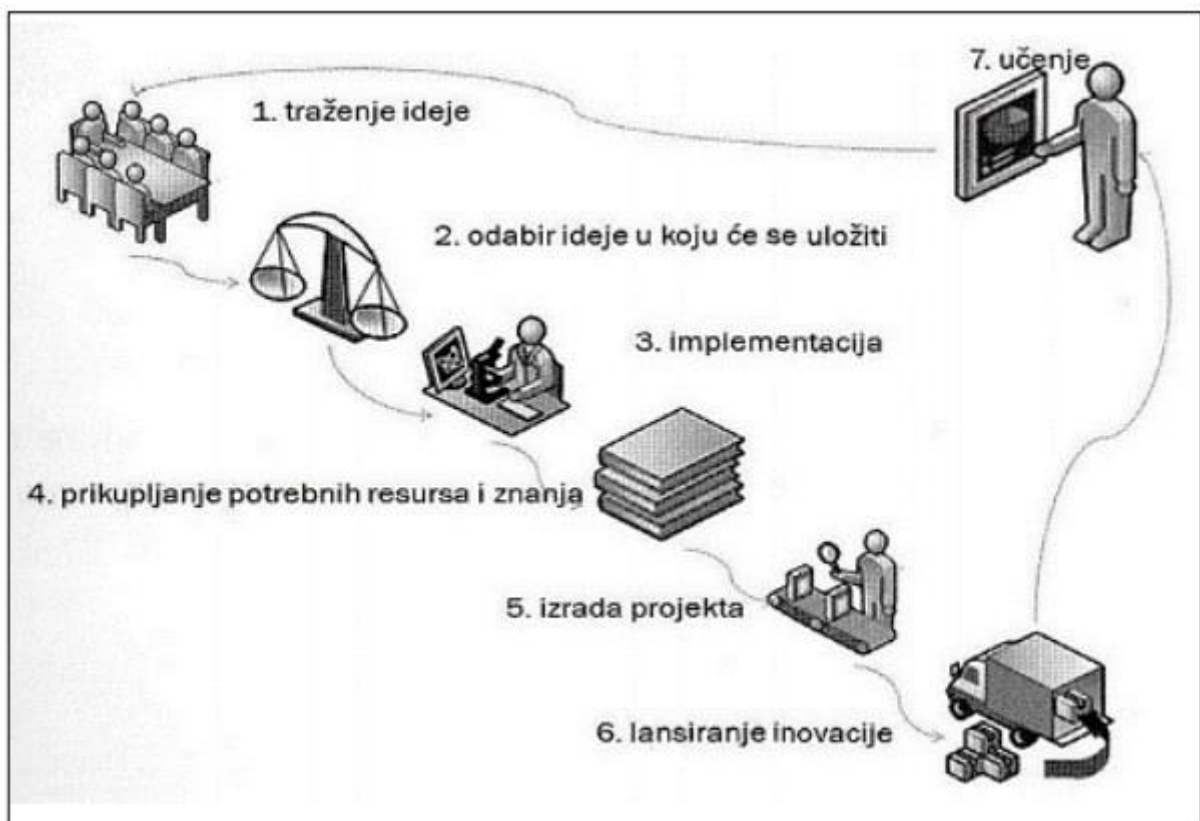 1. traženje ideje
2. odabir ideje u koju će se uložiti
3. implementacija
4. prikupljanje potrebnih resursa i znanja
5. izrada projekta
6. lansiranje inovacije
7. učenje